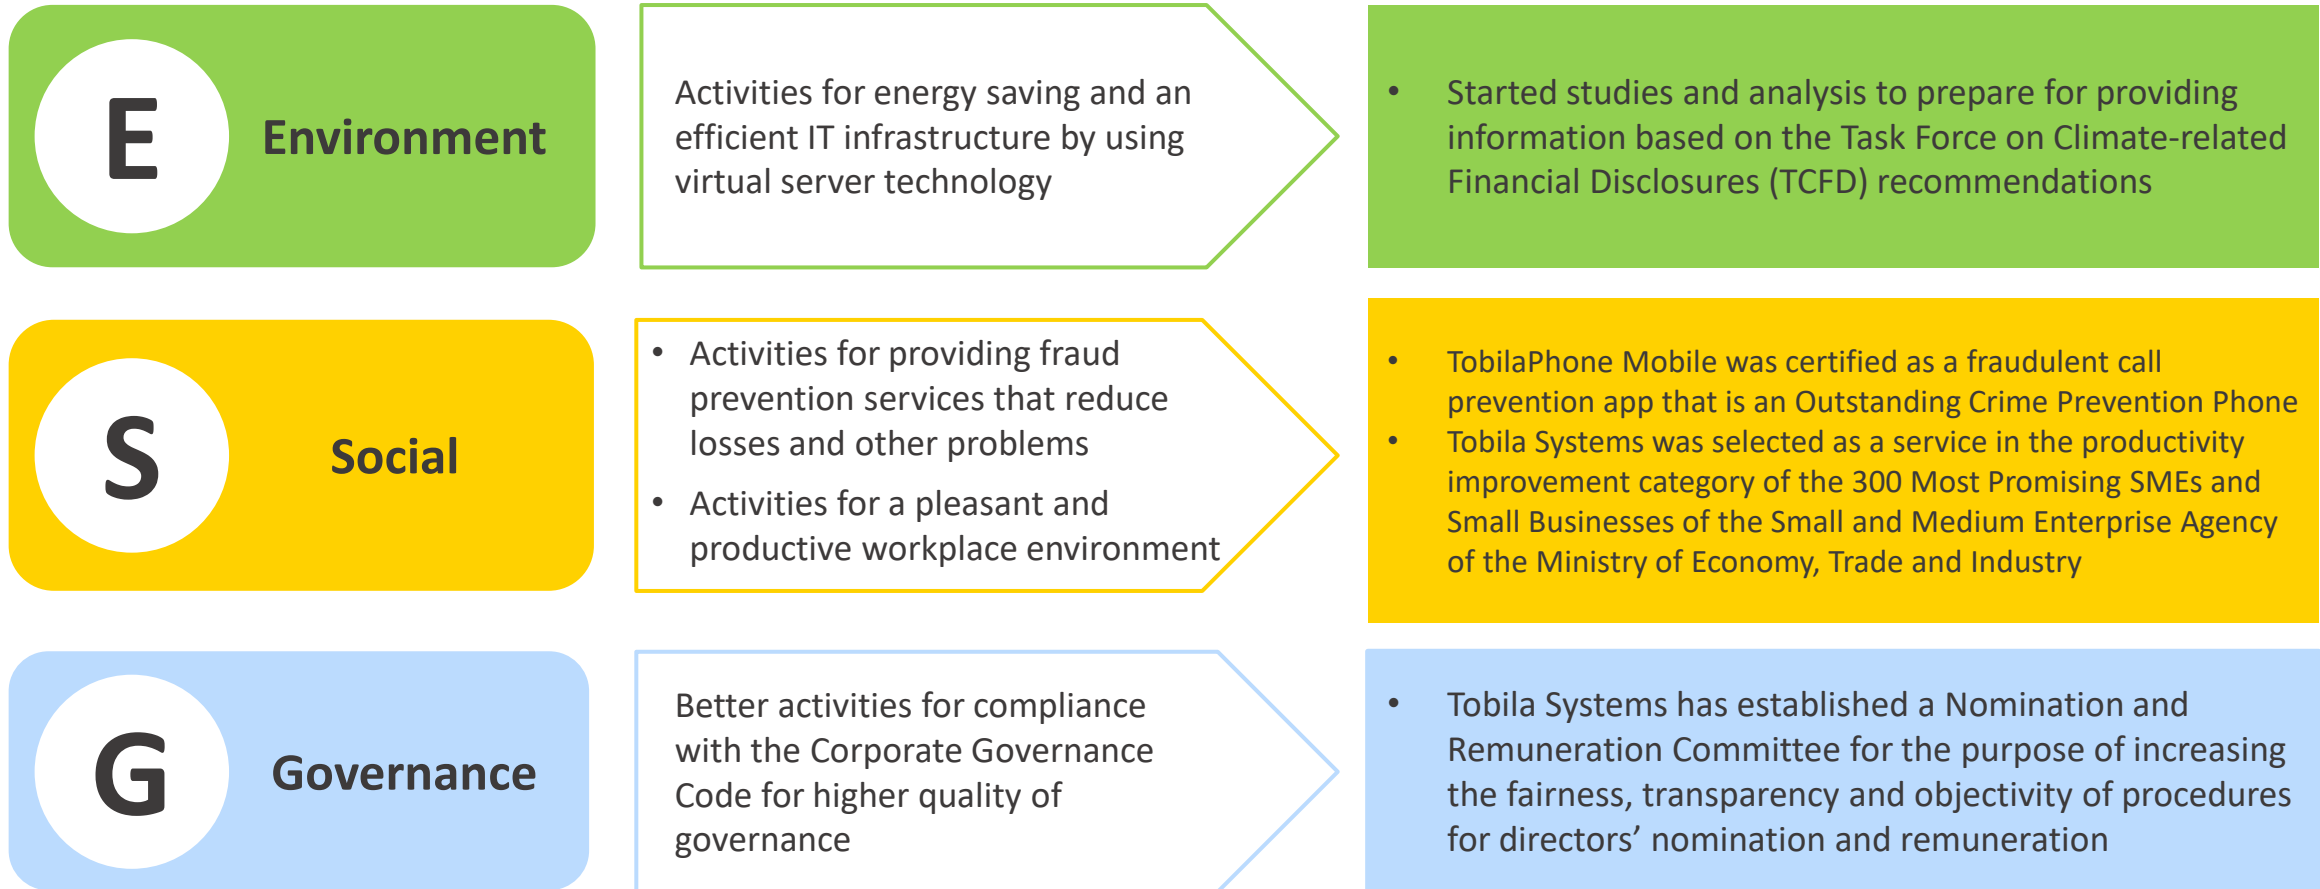 E
Environment
Activities for energy saving and an
efficient IT infrastructure by using
virtual server technology
• Started studies and analysis to prepare for providing
information based on the Task Force on Climate-related
Financial Disclosures (TCFD) recommendations
S
Social
• Activities for providing fraud
prevention services that reduce
losses and other problems
• Activities for a pleasant and
productive workplace environment
• TobilaPhone Mobile was certified as a fraudulent call
prevention app that is an Outstanding Crime Prevention Phone
• Tobila Systems was selected as a service in the productivity
improvement category of the 300 Most Promising SMEs and
Small Businesses of the Small and Medium Enterprise Agency
of the Ministry of Economy, Trade and Industry
G
Governance
Better activities for compliance
with the Corporate Governance
Code for higher quality of
governance
• Tobila Systems has established a Nomination and
Remuneration Committee for the purpose of increasing
the fairness, transparency and objectivity of procedures
for directors’ nomination and remuneration